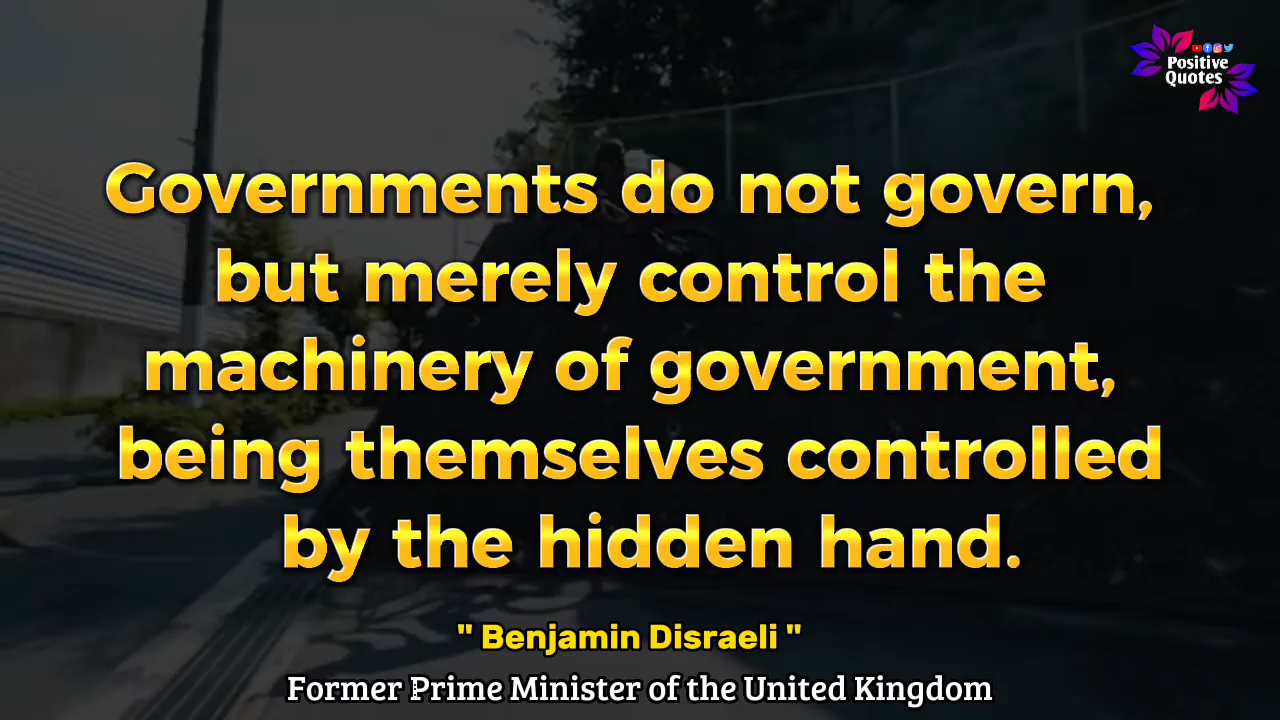 Positive
Quotes
Governments do not govern,
but merely control the
machinery of government,
being themselves controlled
by the hidden hand.
" Benjamin Disraeli "
Former Prime Minister of the United Kingdom